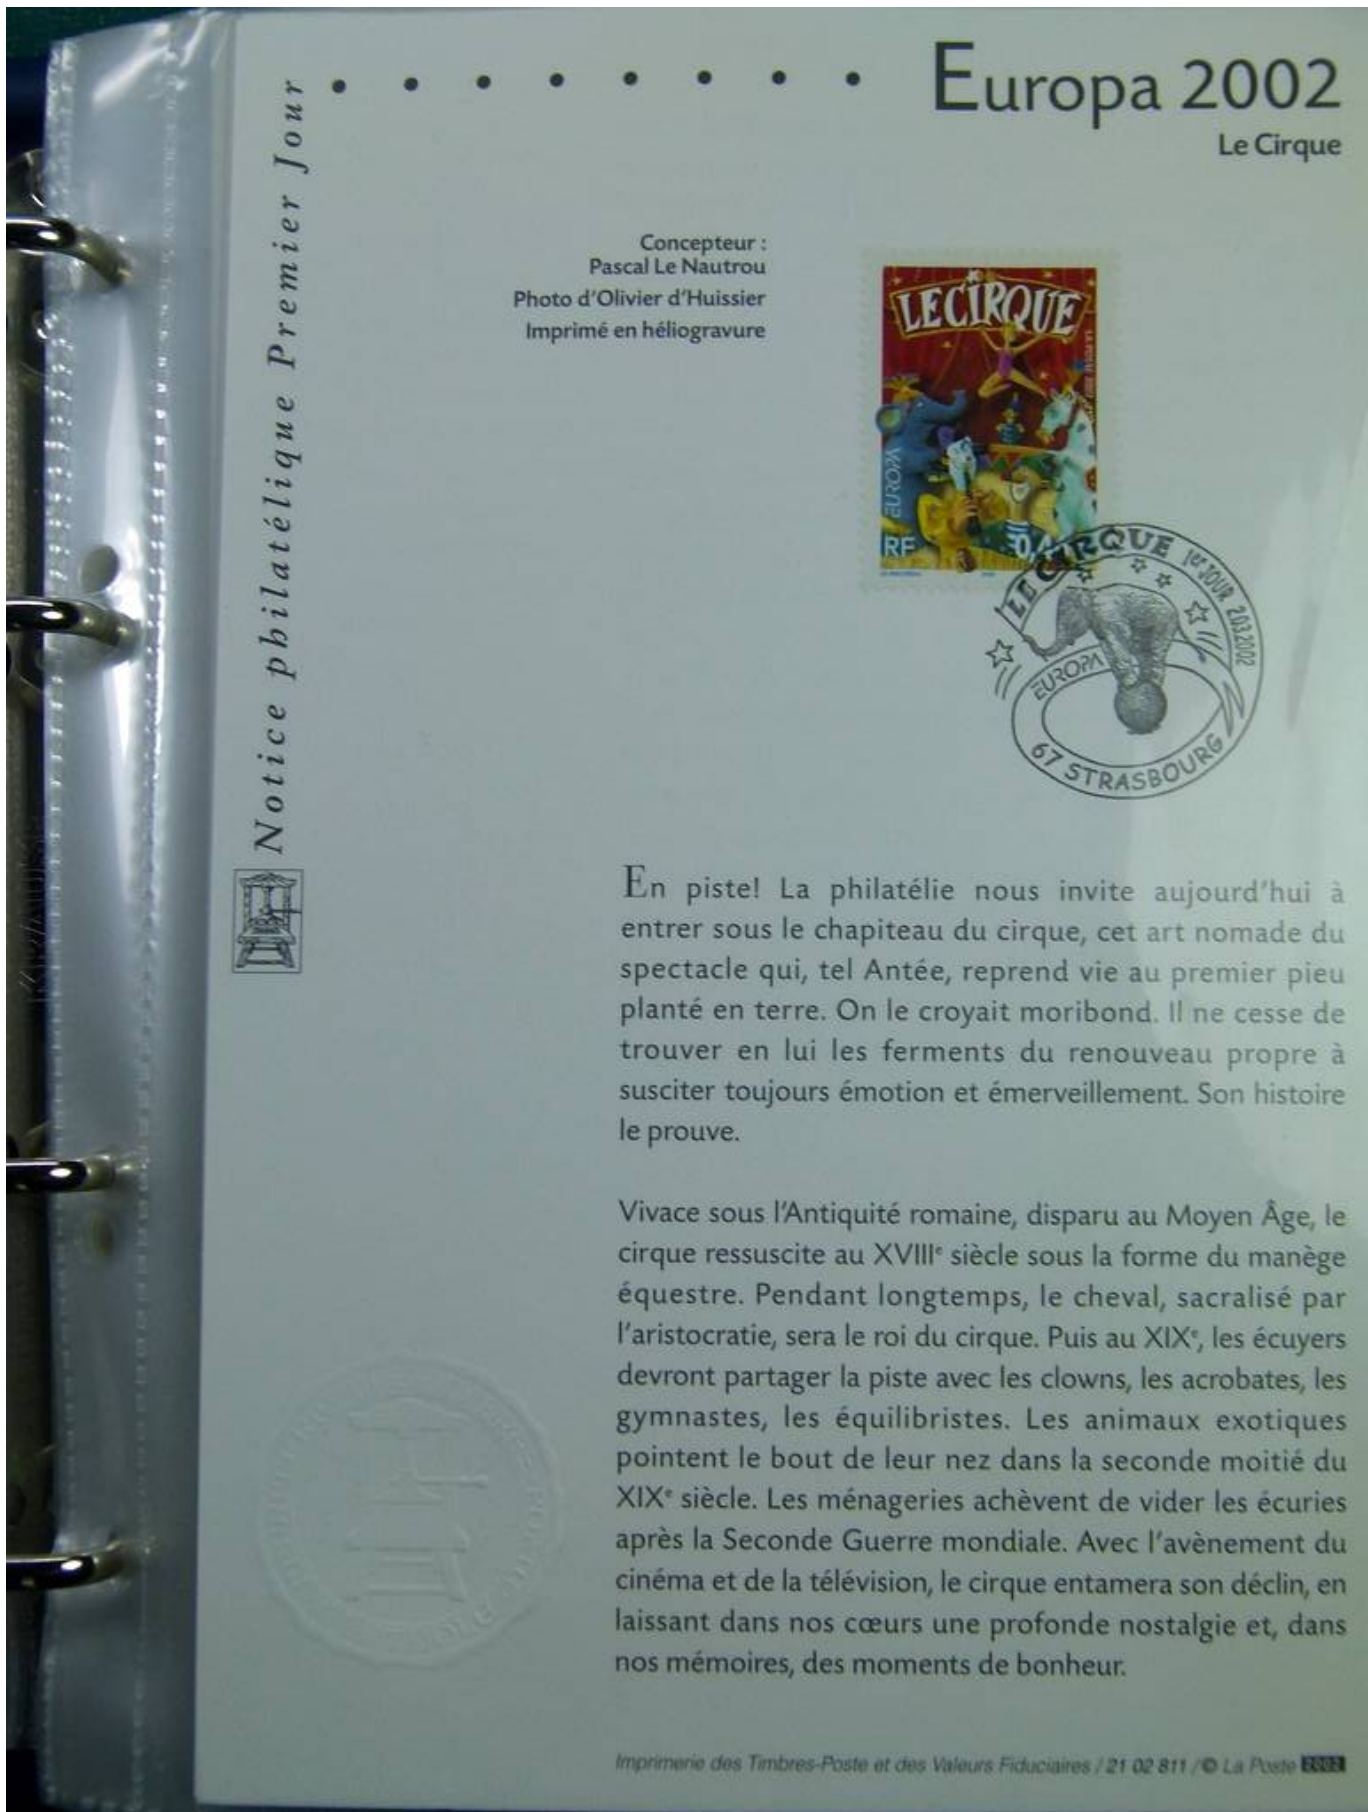 Europa 2002
Le Cirque
Notice philatélique Premier Jour
Concepteur :
Pascal Le Nautrou
Photo d'Olivier d'Huissier
Imprimé en héliogravure
LE CIRQUE
EUROPA
RF
LE CIRQUE 1er JOUR 2.03.2002
EUROPA
67 STRASBOURG
En piste! La philatélie nous invite aujourd'hui à
entrer sous le chapiteau du cirque, cet art nomade du
spectacle qui, tel Antée, reprend vie au premier pieu
planté en terre. On le croyait moribond. Il ne cesse de
trouver en lui les ferments du renouveau propre à
susciter toujours émotion et émerveillement. Son histoire
le prouve.
Vivace sous l'Antiquité romaine, disparu au Moyen Âge, le
cirque ressuscite au XVIIIe siècle sous la forme du manège
équestre. Pendant longtemps, le cheval, sacralisé par
l'aristocratie, sera le roi du cirque. Puis au XIXe, les écuyers
devront partager la piste avec les clowns, les acrobates, les
gymnastes, les équilibristes. Les animaux exotiques
pointent le bout de leur nez dans la seconde moitié du
XIXe siècle. Les ménageries achèvent de vider les écuries
après la Seconde Guerre mondiale. Avec l'avènement du
cinéma et de la télévision, le cirque entamera son déclin, en
laissant dans nos cœurs une profonde nostalgie et, dans
nos mémoires, des moments de bonheur.
Imprimerie des Timbres-Poste et des Valeurs Fiduciaires / 21 02 811 / © La Poste 2002